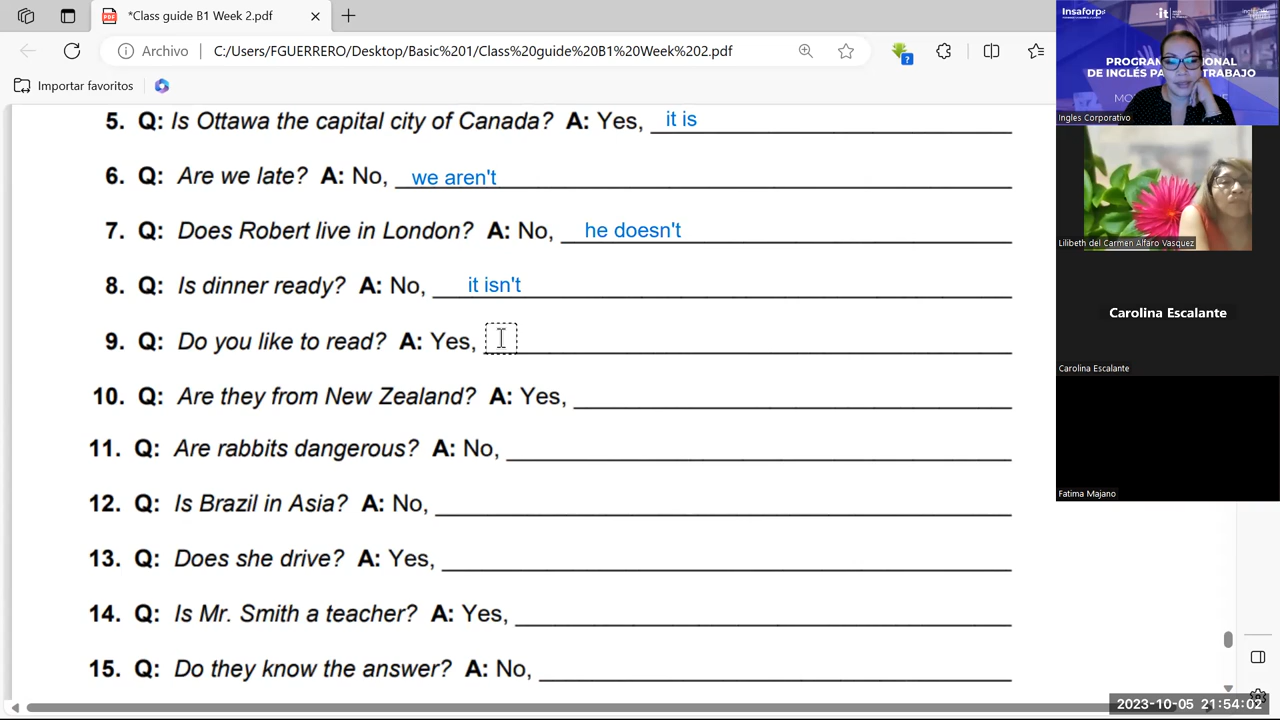 *Class guide B1 Week 2.pdf
Archivo
C:/Users/FGUERRERO/Desktop/Basic%201/Class%20guide%20B1%20Week%202.pdf
Importar favoritos
5. Q: Is Ottawa the capital city of Canada? A: Yes, it is
6. Q: Are we late? A: No, we aren't
7. Q: Does Robert live in London? A: No, he doesn't
8. Q: Is dinner ready? A: No, it isn't
9. Q: Do you like to read? A: Yes,
10. Q: Are they from New Zealand? A: Yes,
11. Q: Are rabbits dangerous? A: No,
12. Q: Is Brazil in Asia? A: No,
13. Q: Does she drive? A: Yes,
14. Q: Is Mr. Smith a teacher? A: Yes,
15. Q: Do they know the answer? A: No,
Insaforp
it
DE INGLÉS TRABAJO
Ingles Corporativo
Lilibeth del Carmen Alfaro Vasquez
Carolina Escalante
Carolina Escalante
Fatima Majano
2023-10-05 21:54:02